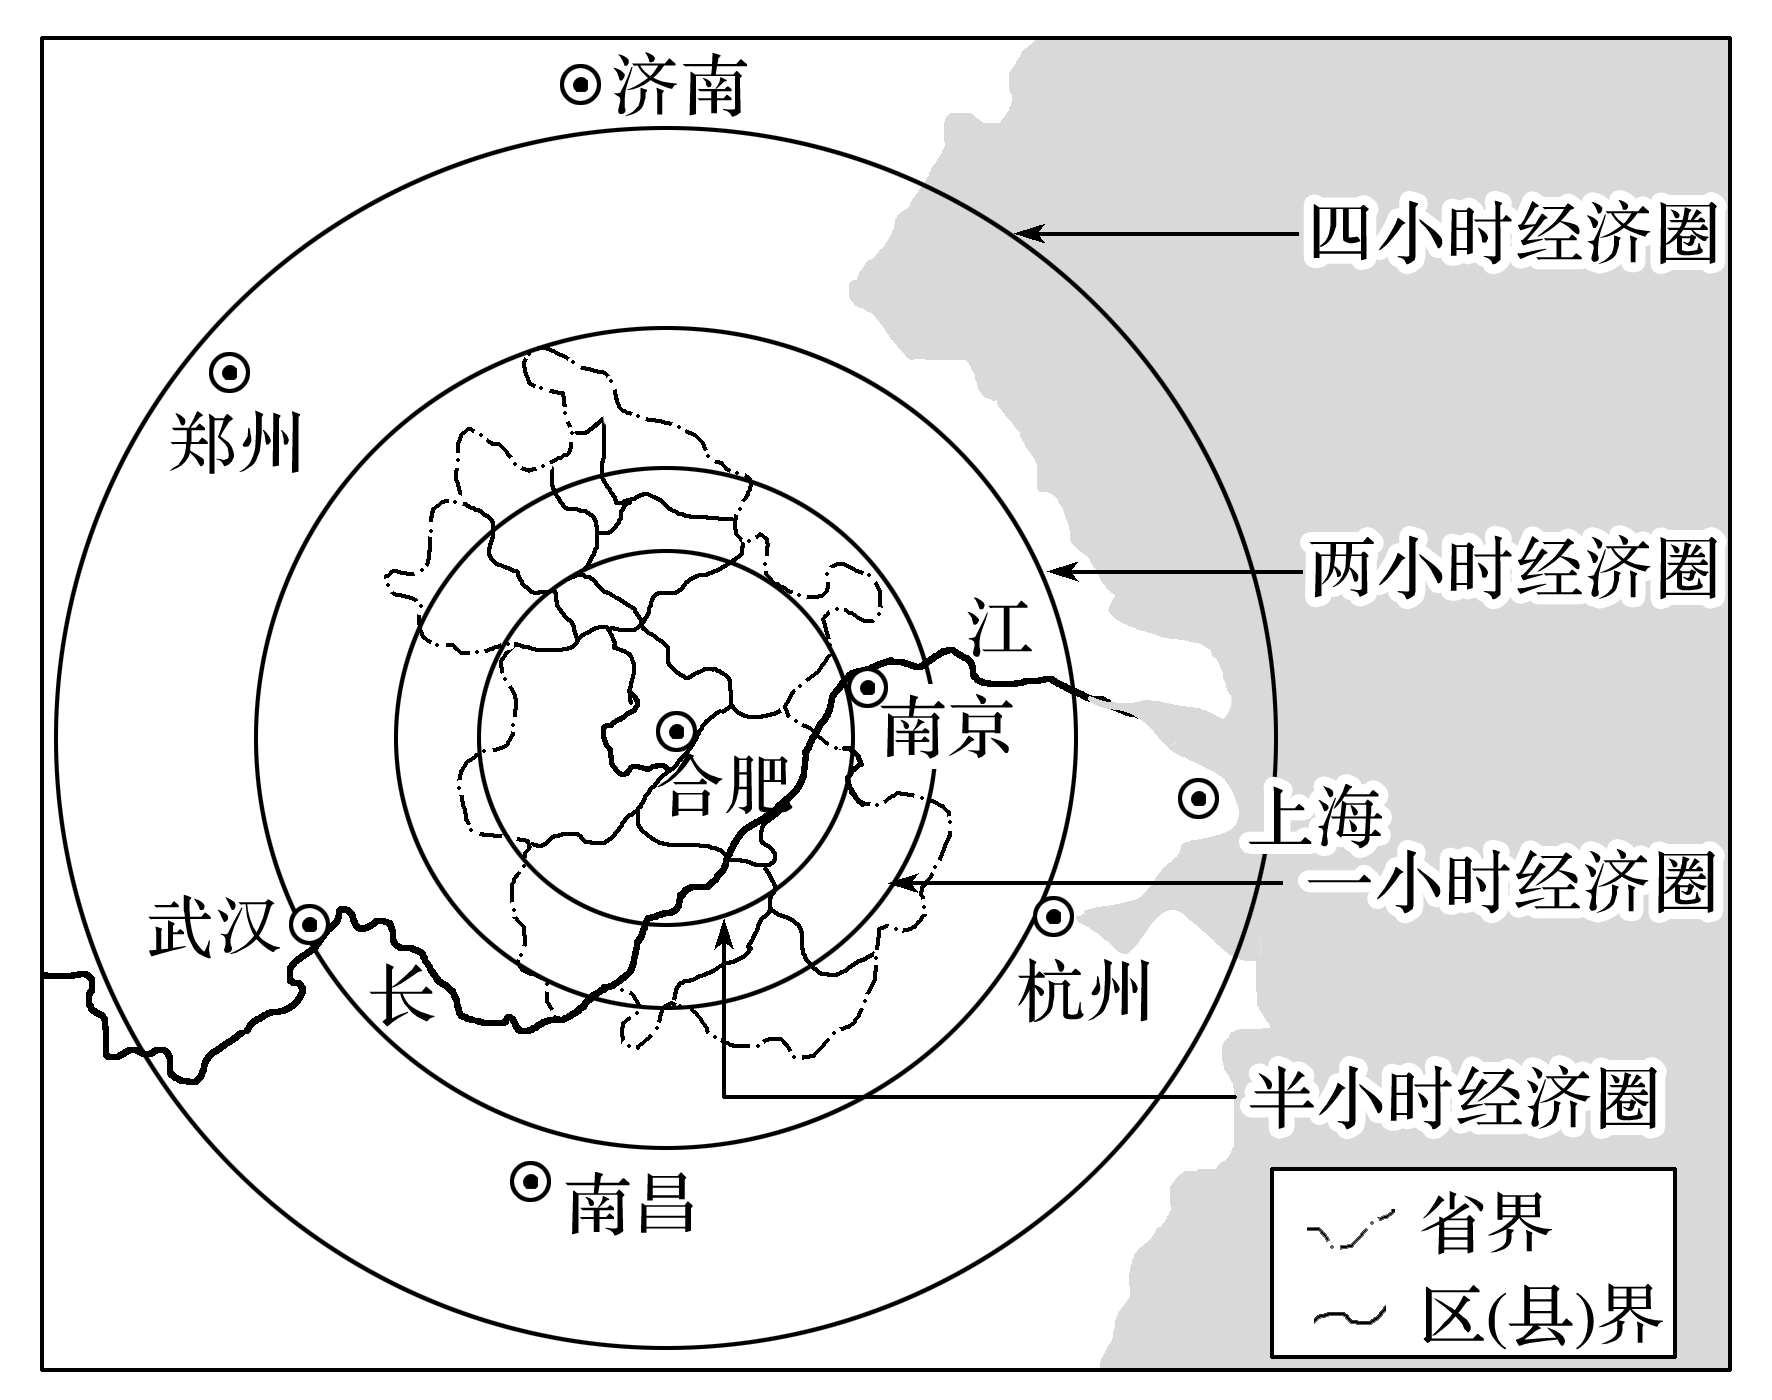 济南
四小时经济圈
郑州
两小时经济圈
江
南京
合肥
上海
一小时经济圈
武汉
长
杭州
半小时经济圈
南昌
省界
区(县)界